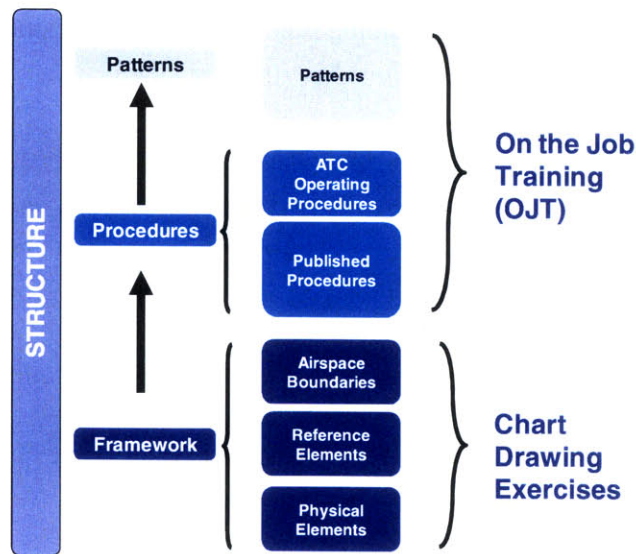 STRUCTURE
Patterns
Procedures
Framework
Patterns
ATC
Operating
Procedures
Published
Procedures
Airspace
Boundaries
Reference
Elements
Physical
Elements
On the Job
Training
(OJT)
Chart
Drawing
Exercises